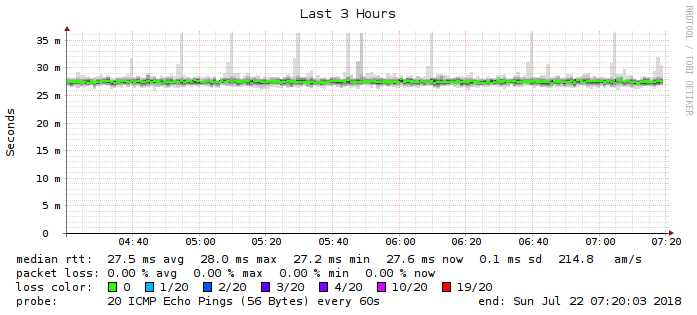 Last 3 Hours
RRDTOOL / TOBI OETIKER
Seconds
35 m
30 m
25 m
20 m
15 m
10 m
5 m
0
04:40 05:00 05:20 05:40 06:00 06:20 06:40 07:00 07:20
median rtt: 27.5 ms avg 28.0 ms max 27.2 ms min 27.6 ms now 0.1 ms sd 214.8 am/s
packet loss: 0.00 % avg 0.00 % max 0.00 % min 0.00 % now
loss color: 0 1/20 2/20 3/20 4/20 10/20 19/20
probe: 20 ICMP Echo Pings (56 Bytes) every 60s end: Sun Jul 22 07:20:03 2018